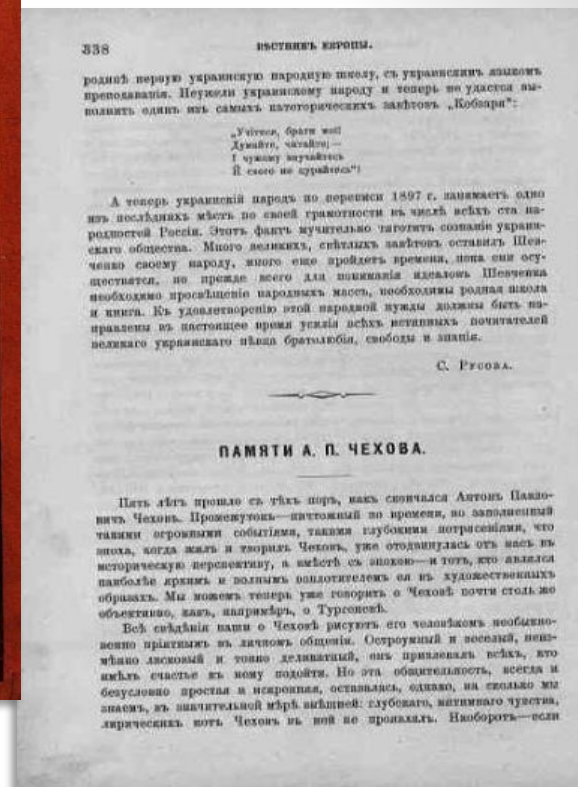 338
ВѢСТНИКЪ ЕВРОПЫ.
родинѣ первую украинскую народную школу, съ украинскимъ языкомъ
преподаванія. Неужели украинскому народу и теперь не удастся вы-
полнить одинъ изъ самыхъ категорическихъ завѣтовъ „Кобзаря":
„Учітеся, брати мої!
Думайте, читайте;—
І чужому научайтесь
Й свого не цурайтесь"!
А теперь украинскій народъ по переписи 1897 г. занимаетъ одно
изъ послѣднихъ мѣстъ по своей грамотности въ числѣ всѣхъ ста на-
родностей Россіи. Этотъ фактъ мучительно тяготитъ сознаніе украин-
скаго общества. Много великихъ, свѣтлыхъ завѣтовъ оставилъ Шев-
ченко своему народу, много еще пройдетъ времени, пока они осу-
ществятся, но прежде всего для пониманія идеаловъ Шевченка
необходимо просвѣщеніе народныхъ массъ, необходимы родная школа
и книга. Къ удовлетворенію этой народной нужды должны быть на-
правлены въ настоящее время усилія всѣхъ истинныхъ почитателей
великаго украинскаго пѣвца братолюбія, свободы и знанія.
С. Русова.
ПАМЯТИ А. П. ЧЕХОВА.
Пять лѣтъ прошло съ тѣхъ поръ, какъ скончался Антонъ Павло-
вичъ Чеховъ. Промежутокъ—ничтожный по времени, но заполненный
такими огромными событіями, такими глубокими потрясеніями, что
эпоха, когда жилъ и творилъ Чеховъ, уже отодвинулась отъ насъ въ
историческую перспективу, а вмѣстѣ съ эпохою—и тотъ, кто явился
наиболѣе яркимъ и полнымъ воплотителемъ ея въ художественныхъ
образахъ. Мы можемъ теперь уже говорить о Чеховѣ почти столь же
объективно, какъ, напримѣръ, о Тургеневѣ.
Всѣ свѣдѣнія наши о Чеховѣ рисуютъ его человѣкомъ необыкно-
венно пріятнымъ въ личномъ общеніи. Остроумный и веселый, неиз-
мѣнно ласковый и тонко деликатный, онъ привлекалъ всѣхъ, кто
имѣлъ счастье къ нему подойти. Но эта общительность, всегда и
безусловно простая и искренняя, оставалась, однако, на сколько мы
знаемъ, въ значительной мѣрѣ внѣшней: глубокаго, интимнаго чувства,
лирическихъ нотъ Чеховъ въ ней не проявлялъ. Наоборотъ—если